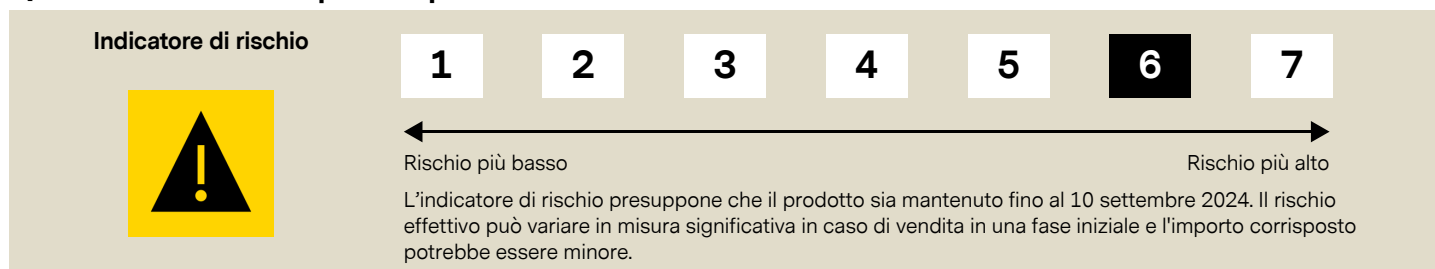 Indicatore di rischio
1 2 3 4 5 6 7
Rischio più basso Rischio più alto
L'indicatore di rischio presuppone che il prodotto sia mantenuto fino al 10 settembre 2024. Il rischio
effettivo può variare in misura significativa in caso di vendita in una fase iniziale e l'importo corrisposto
potrebbe essere minore.